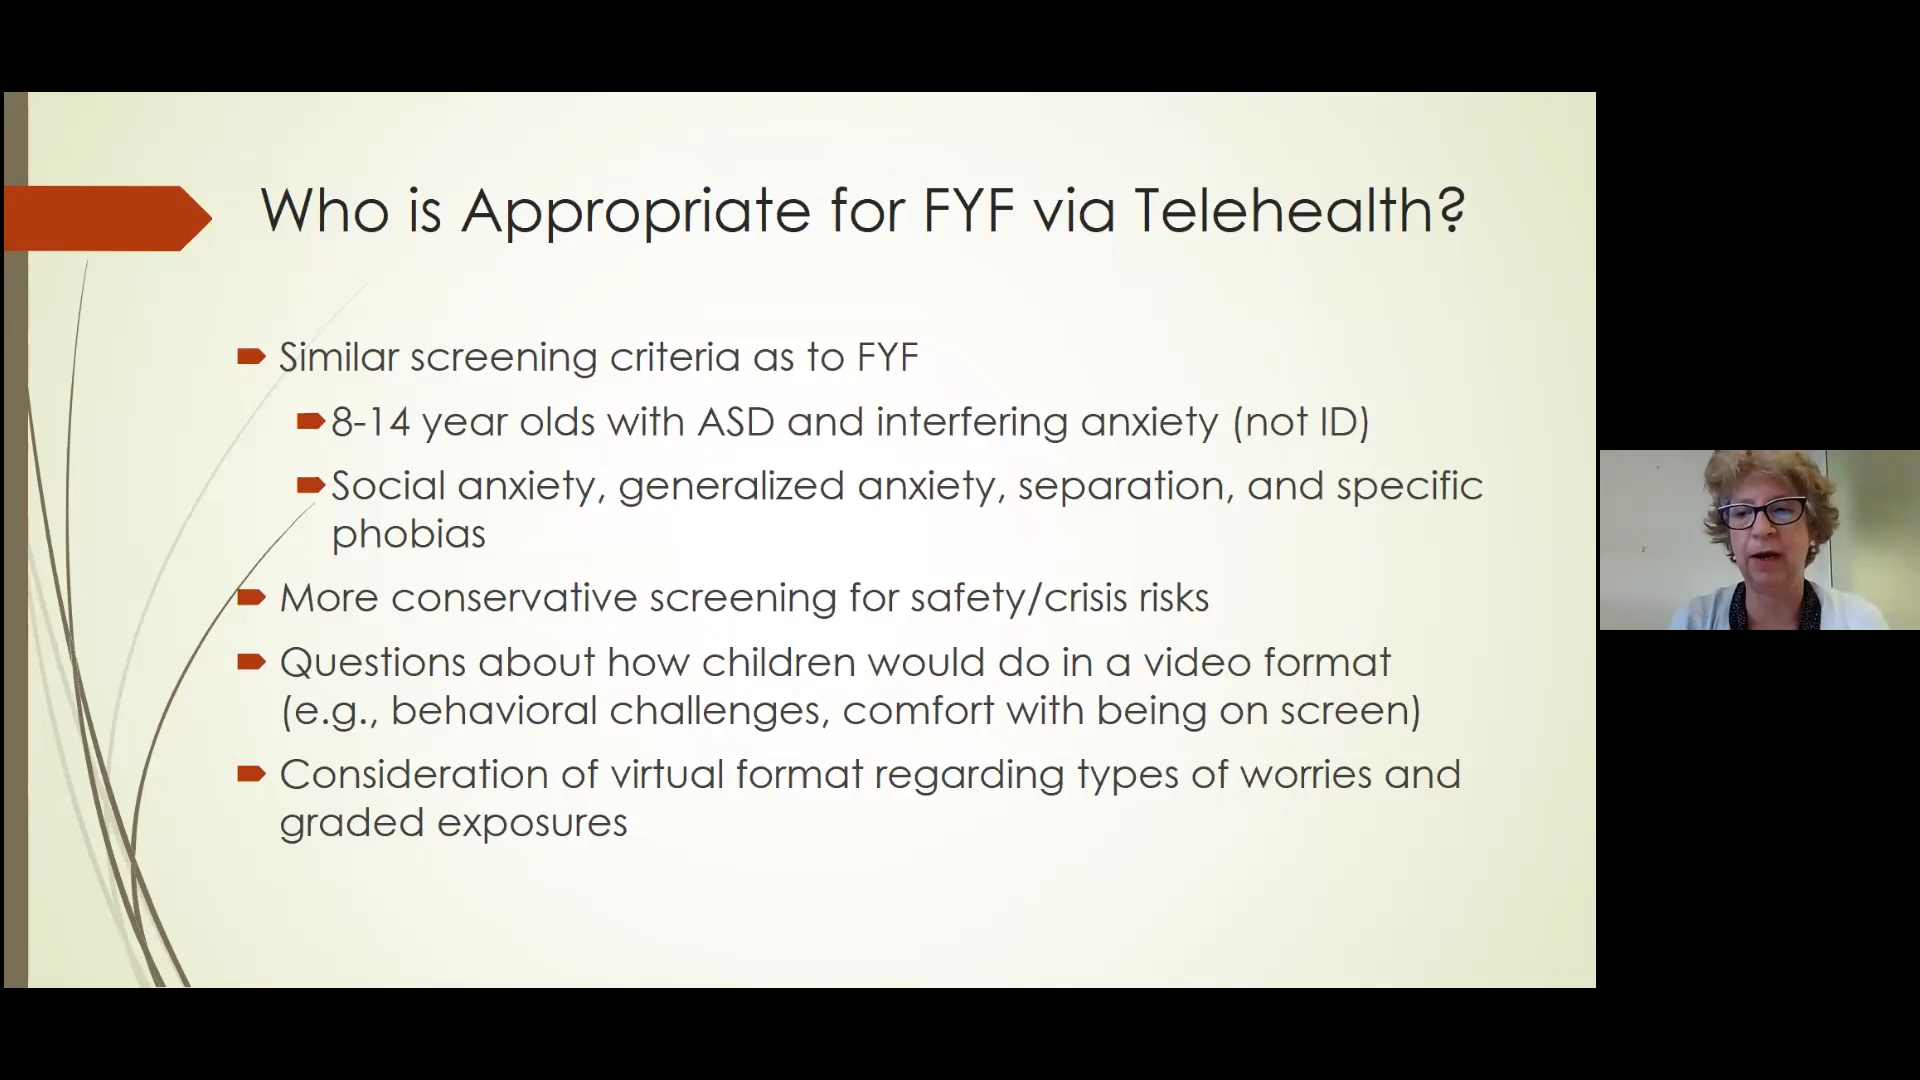 Who is Appropriate for FYF via Telehealth?
Similar screening criteria as to FYF
8-14 year olds with ASD and interfering anxiety (not ID)
Social anxiety, generalized anxiety, separation, and specific
phobias
More conservative screening for safety/crisis risks
Questions about how children would do in a video format
(e.g., behavioral challenges, comfort with being on screen)
Consideration of virtual format regarding types of worries and
graded exposures